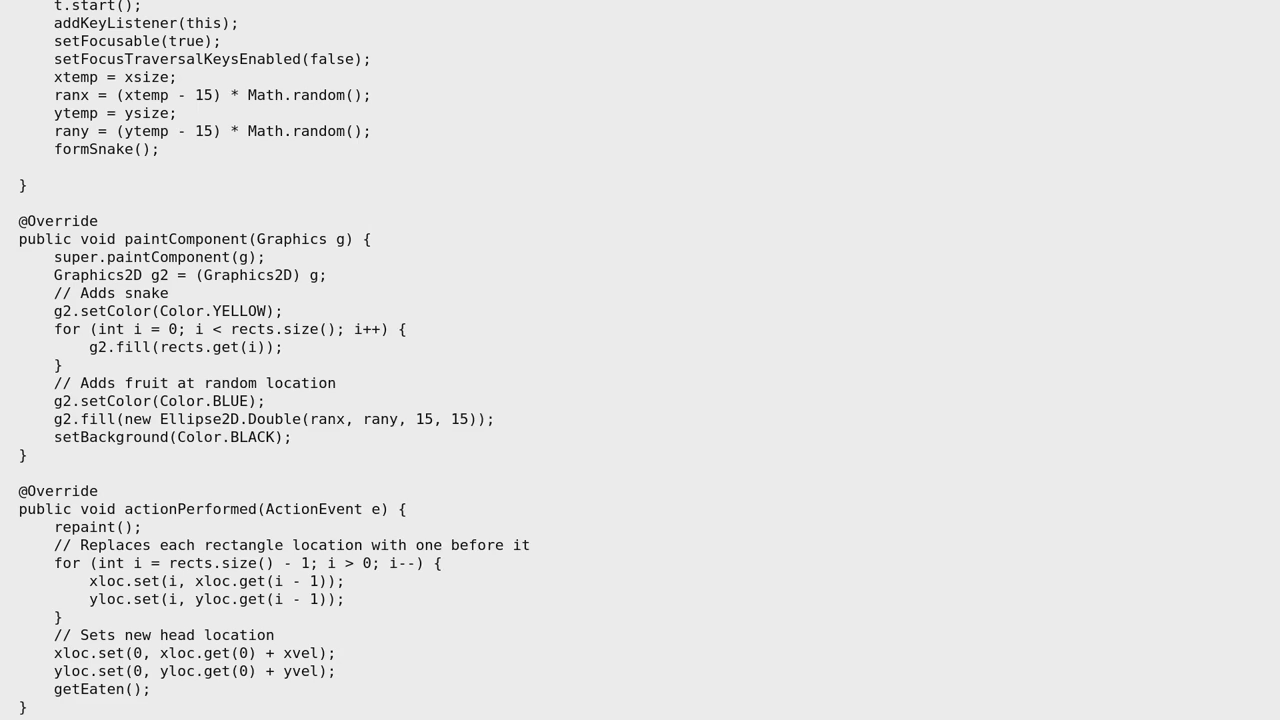 t.start();
addKeyListener(this);
setFocusable(true);
setFocusTraversalKeysEnabled(false);
xtemp = xsize;
ranx = (xtemp - 15) * Math.random();
ytemp = ysize;
rany = (ytemp - 15) * Math.random();
formSnake();
}
@Override
public void paintComponent(Graphics g) {
super.paintComponent(g);
Graphics2D g2 = (Graphics2D) g;
// Adds snake
g2.setColor(Color.YELLOW);
for (int i = 0; i < rects.size(); i++) {
g2.fill(rects.get(i));
}
// Adds fruit at random location
g2.setColor(Color.BLUE);
g2.fill(new Ellipse2D.Double(ranx, rany, 15, 15));
setBackground(Color.BLACK);
}
@Override
public void actionPerformed(ActionEvent e) {
repaint();
// Replaces each rectangle location with one before it
for (int i = rects.size() - 1; i > 0; i--) {
xloc.set(i, xloc.get(i - 1));
yloc.set(i, yloc.get(i - 1));
}
// Sets new head location
xloc.set(0, xloc.get(0) + xvel);
yloc.set(0, yloc.get(0) + yvel);
getEaten();
}